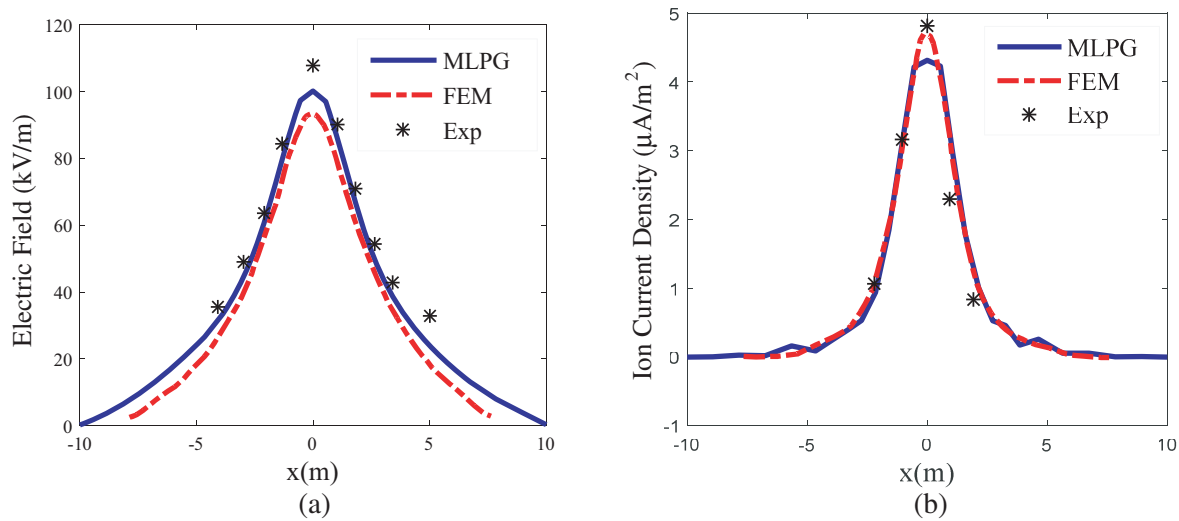 120
100
80
60
40
20
0
-10
-5
0
5
10
Electric Field (kV/m)
x(m)
MLPG
FEM
Exp
(a)
5
4
3
2
1
0
-1
-10
-5
0
5
10
Ion Current Density (μA/m²)
x(m)
MLPG
FEM
Exp
(b)